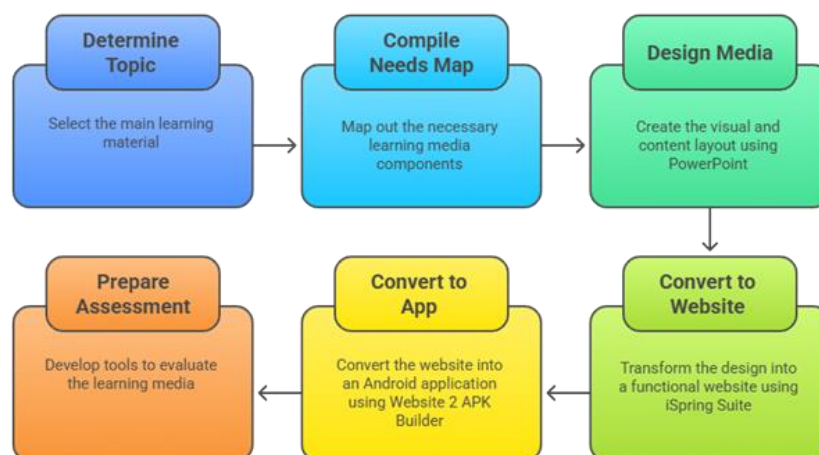 Determine
Topic
Select the main learning
material
Compile
Needs Map
Map out the necessary
learning media
components
Design Media
Create the visual and
content layout using
PowerPoint
Convert to
Website
Transform the design into
a functional website using
iSpring Suite
Convert to
App
Convert the website into
an Android application
using Website 2 APK
Builder
Prepare
Assessment
Develop tools to evaluate
the learning media